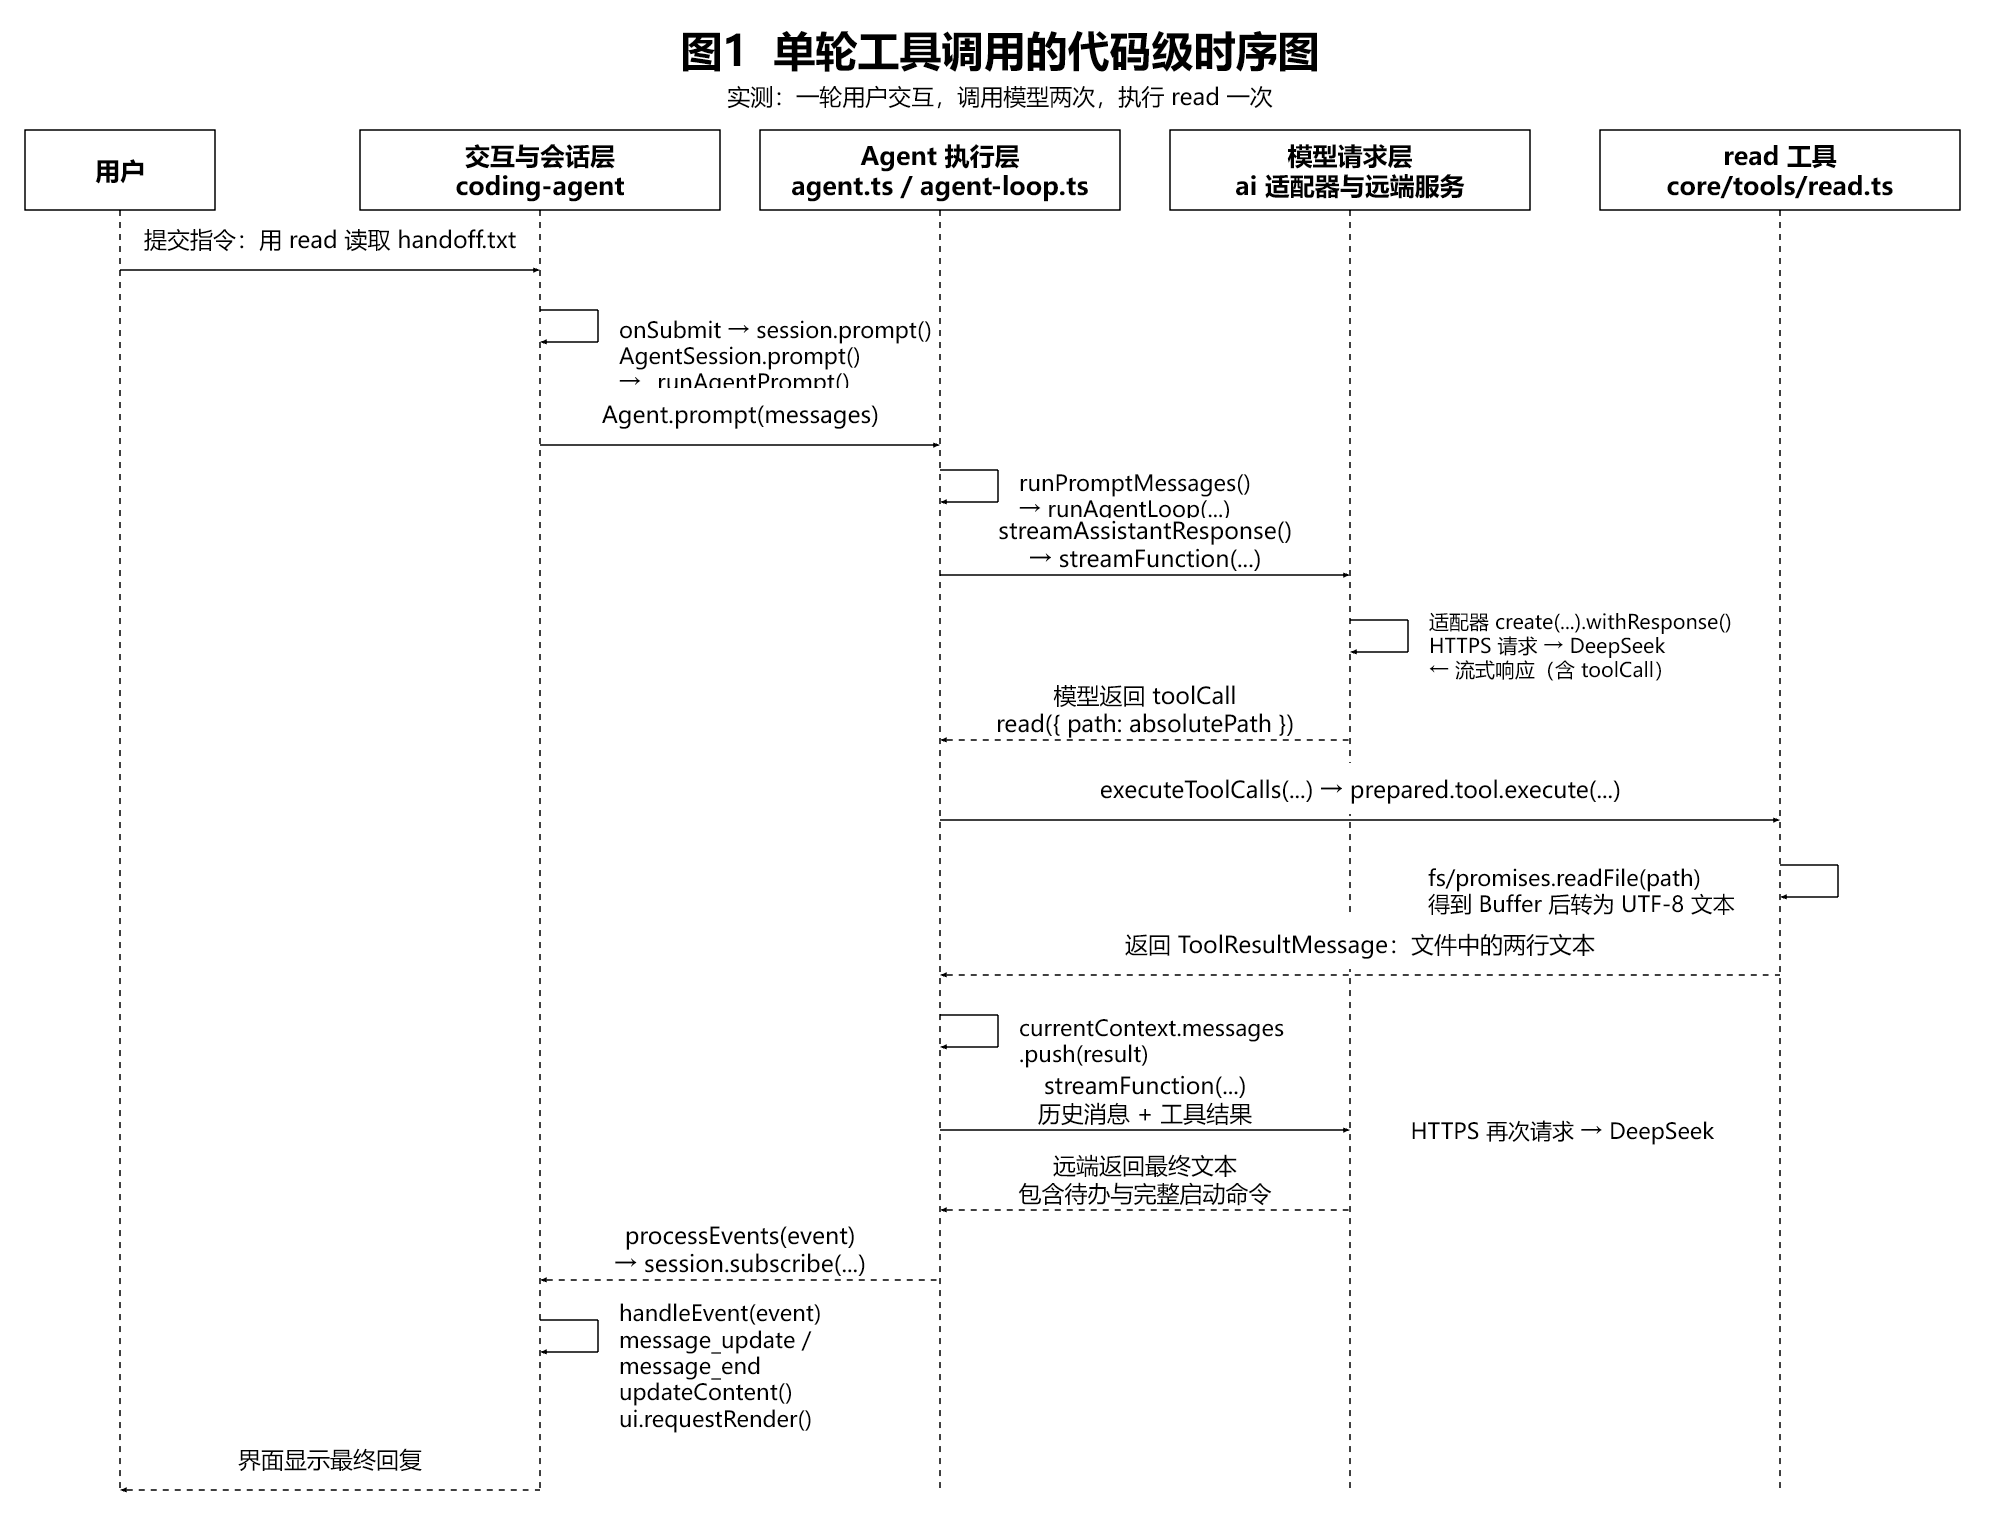 图1 单轮工具调用的代码级时序图
实测：一轮用户交互，调用模型两次，执行 read 一次
用户
交互与会话层
coding-agent
Agent 执行层
agent.ts / agent-loop.ts
模型请求层
ai 适配器与远端服务
read 工具
core/tools/read.ts
提交指令：用 read 读取 handoff.txt
onSubmit → session.prompt()
AgentSession.prompt()
→ runAgentPrompt()
Agent.prompt(messages)
runPromptMessages()
→ runAgentLoop(...)
streamAssistantResponse()
→ streamFunction(...)
适配器 create(...).withResponse()
HTTPS 请求 → DeepSeek
← 流式响应（含 toolCall）
模型返回 toolCall
read({ path: absolutePath })
executeToolCalls(...) → prepared.tool.execute(...)
fs/promises.readFile(path)
得到 Buffer 后转为 UTF-8 文本
返回 ToolResultMessage：文件中的两行文本
currentContext.messages
.push(result)
streamFunction(...)
历史消息 + 工具结果
HTTPS 再次请求 → DeepSeek
远端返回最终文本
包含待办与完整启动命令
processEvents(event)
→ session.subscribe(...)
handleEvent(event)
message_update /
message_end
updateContent()
ui.requestRender()
界面显示最终回复